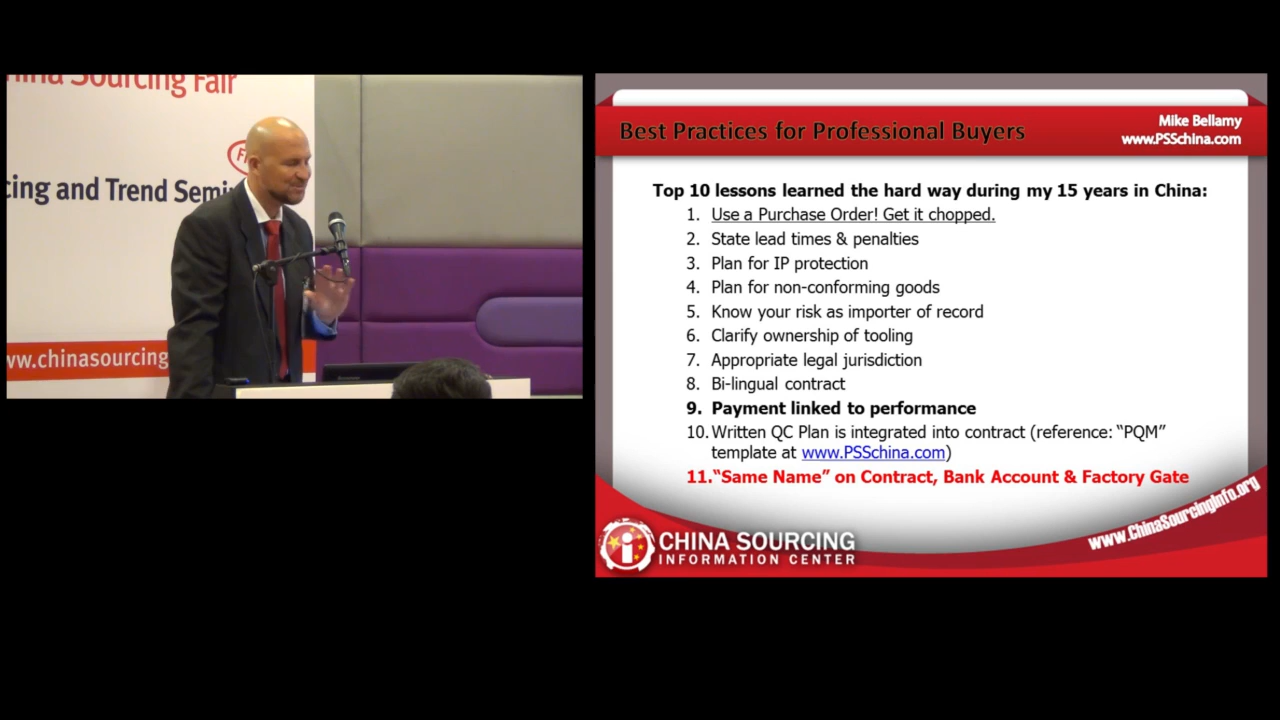 China Sourcing Fair
cing and Trend Semi
ww.chinasourcing
Best Practices for Professional Buyers
Mike Bellamy
www.PSSchina.com
Top 10 lessons learned the hard way during my 15 years in China:
1. Use a Purchase Order! Get it chopped.
2. State lead times & penalties
3. Plan for IP protection
4. Plan for non-conforming goods
5. Know your risk as importer of record
6. Clarify ownership of tooling
7. Appropriate legal jurisdiction
8. Bi-lingual contract
9. Payment linked to performance
10. Written QC Plan is integrated into contract (reference: “PQM”
template at www.PSSchina.com)
11. “Same Name” on Contract, Bank Account & Factory Gate
www.ChinaSourcingInfo.org
CHINA SOURCING
INFORMATION CENTER